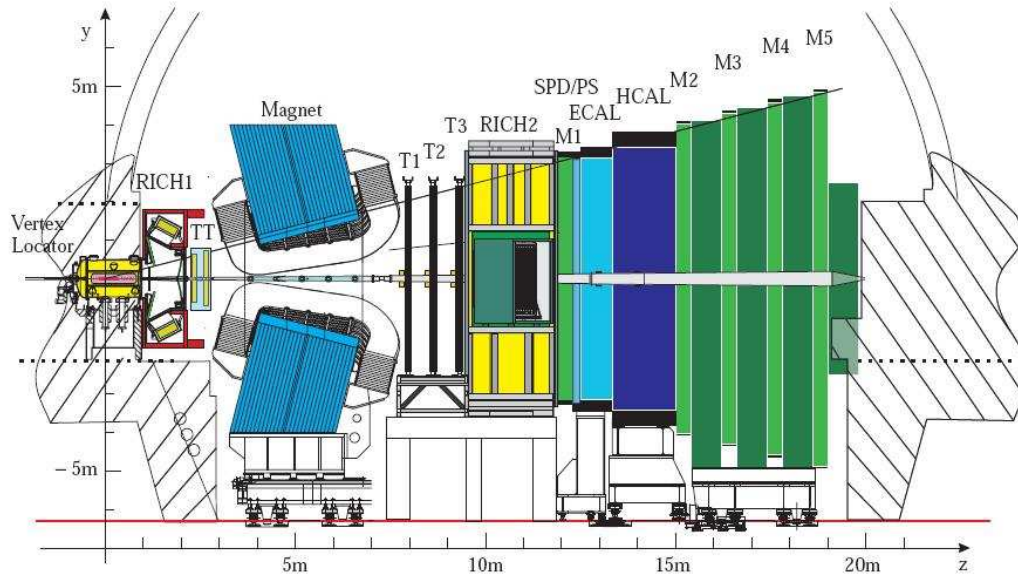 y
5m
Magnet
RICH1
TT
Vertex
Locator
T1
T2
T3
RICH2
SPD/PS
M1
ECAL
HCAL
M2
M3
M4
M5
– 5m
5m
10m
15m
20m
z